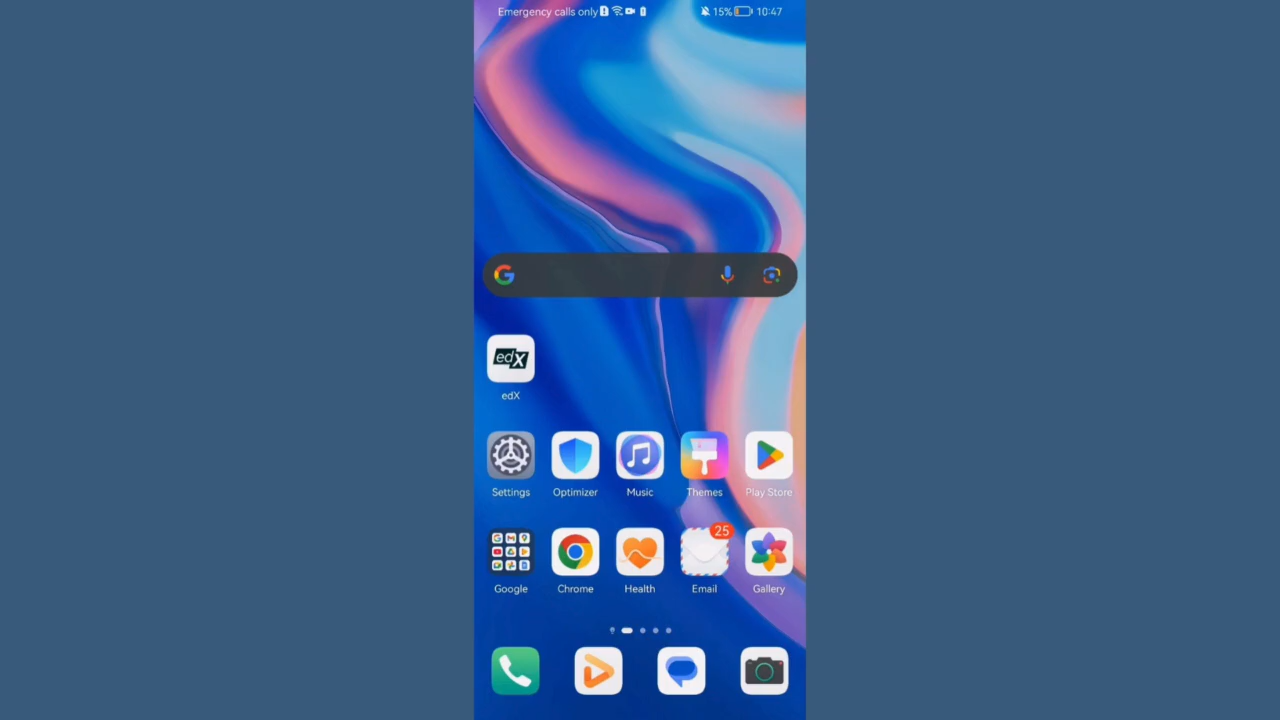 Emergency calls only
15% 10:47
edX
edX
Settings Optimizer Music Themes Play Store
25
Google Chrome Health Email Gallery